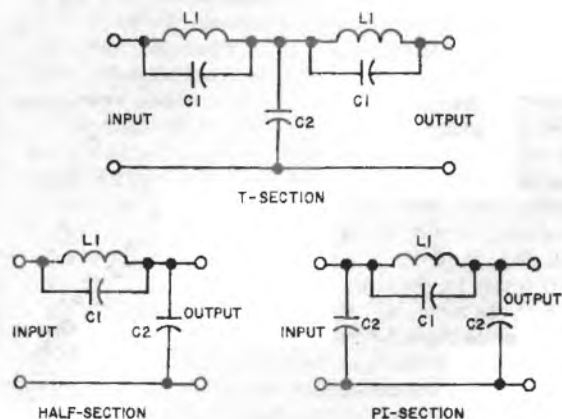 L1 L1
C1 C1
C2
INPUT OUTPUT
T-SECTION
L1
C1
C2
INPUT OUTPUT
HALF-SECTION
L1
C1
C2 C2
INPUT OUTPUT
PI-SECTION